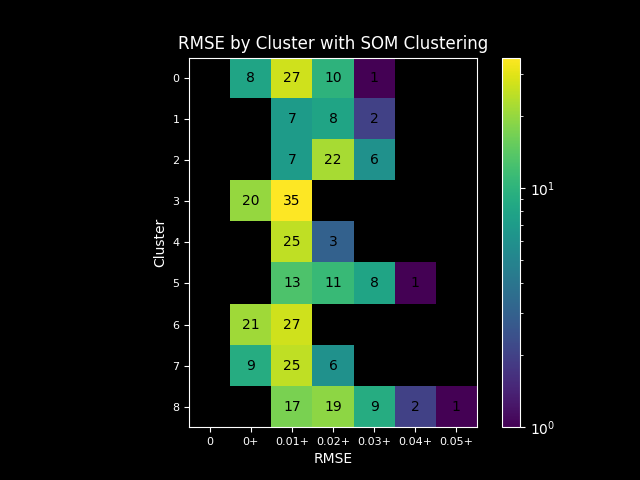 RMSE by Cluster with SOM Clustering
0 8 27 10 1
1 7 8 2
2 7 22 6
3 20 35
4 25 3
5 13 11 8 1
6 21 27
7 9 25 6
8 17 19 9 2 1
0 0+ 0.01+ 0.02+ 0.03+ 0.04+ 0.05+
RMSE
Cluster
10¹
10⁰